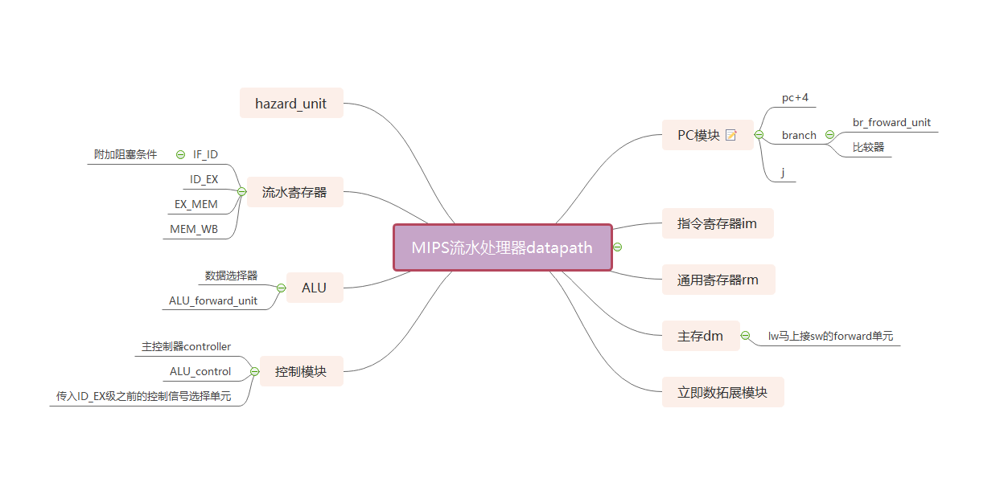 MIPS流水处理器datapath
hazard_unit
流水寄存器
IF_ID
附加阻塞条件
ID_EX
EX_MEM
MEM_WB
ALU
数据选择器
ALU_forward_unit
控制模块
主控制器controller
ALU_control
传入ID_EX级之前的控制信号选择单元
PC模块
pc+4
branch
br_froward_unit
比较器
j
指令寄存器im
通用寄存器rm
主存dm
lw马上接sw的forward单元
立即数拓展模块